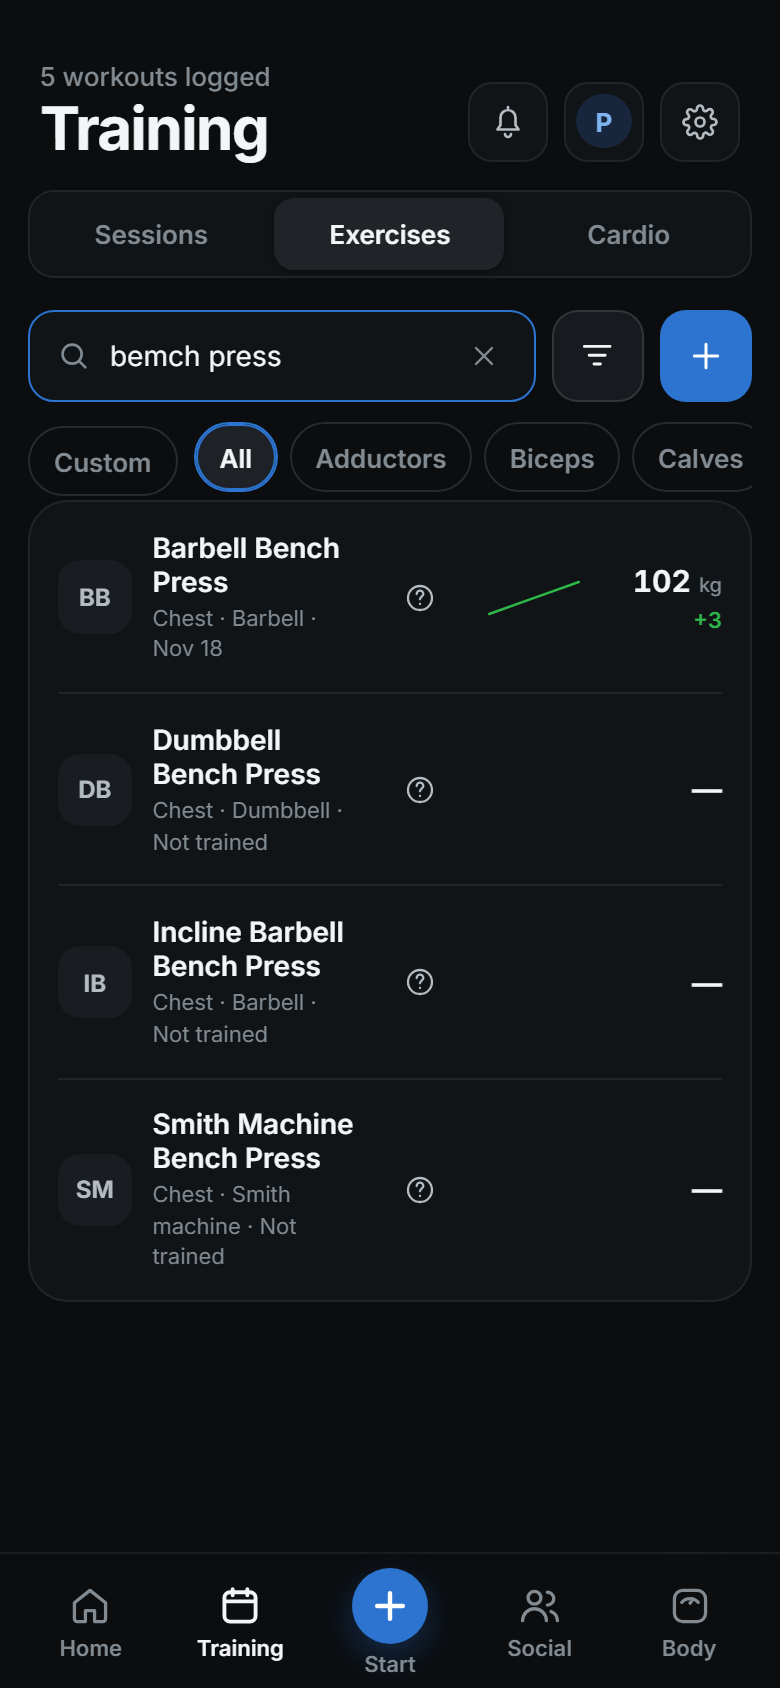 5 workouts logged
Training
P
Sessions
Exercises
Cardio
bemch press
Custom
All
Adductors
Biceps
Calves
BB
Barbell Bench
Press
Chest · Barbell ·
Nov 18
102 kg
+3
DB
Dumbbell
Bench Press
Chest · Dumbbell ·
Not trained
—
IB
Incline Barbell
Bench Press
Chest · Barbell ·
Not trained
—
SM
Smith Machine
Bench Press
Chest · Smith
machine · Not
trained
—
Home
Training
Start
Social
Body